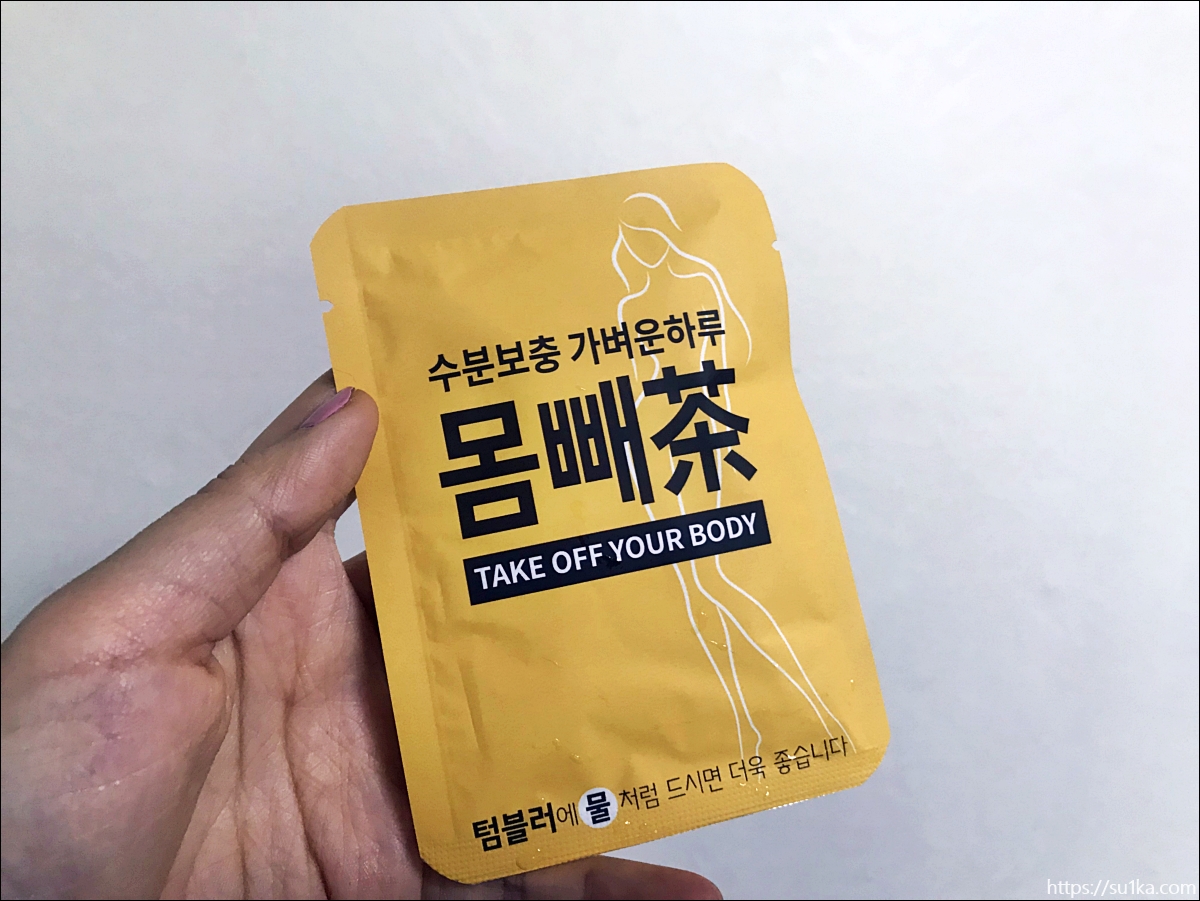 수분보충 가벼운하루
몸빼茶
TAKE OFF YOUR BODY
텀블러에 물 처럼 드시면 더욱 좋습니다
https://su1ka.com